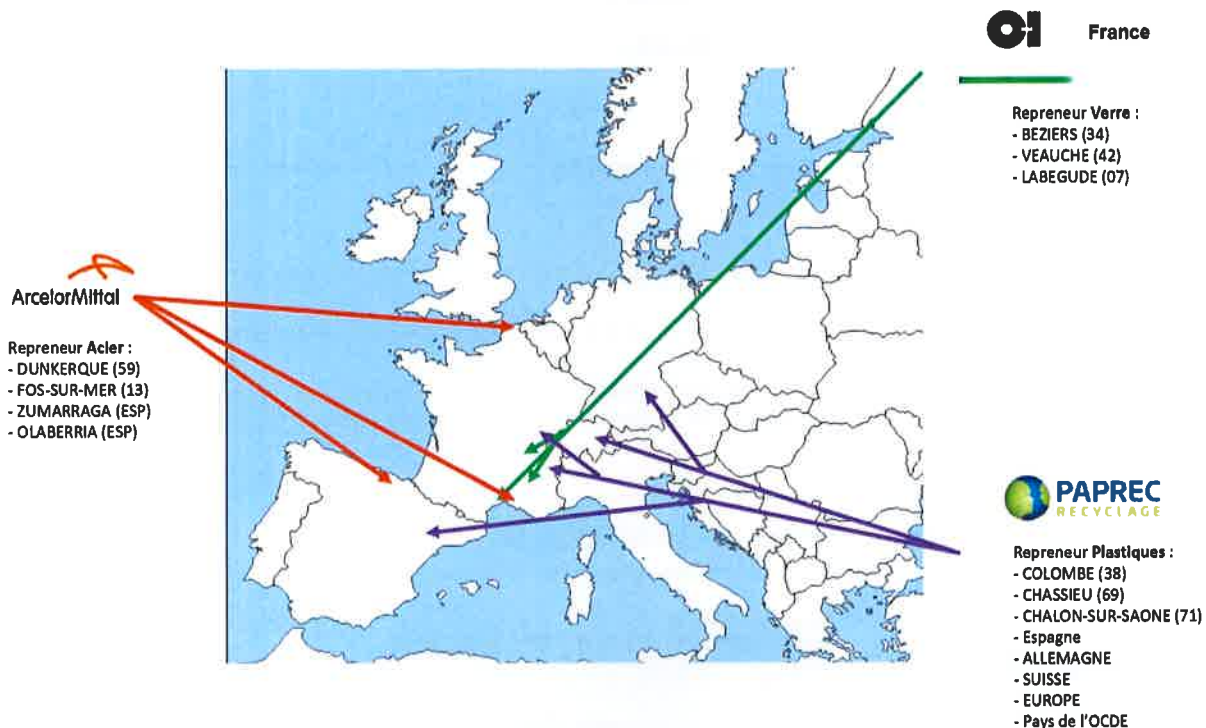 O-I France
Repreneur Verre :
- BEZIERS (34)
- VEAUCHE (42)
- LABEGUDE (07)
ArcelorMittal
Repreneur Acier :
- DUNKERQUE (59)
- FOS-SUR-MER (13)
- ZUMARRAGA (ESP)
- OLABERRIA (ESP)
PAPREC
RECYCLAGE
Repreneur Plastiques :
- COLOMBE (38)
- CHASSIEU (69)
- CHALON-SUR-SAONE (71)
- Espagne
- ALLEMAGNE
- SUISSE
- EUROPE
- Pays de l'OCDE